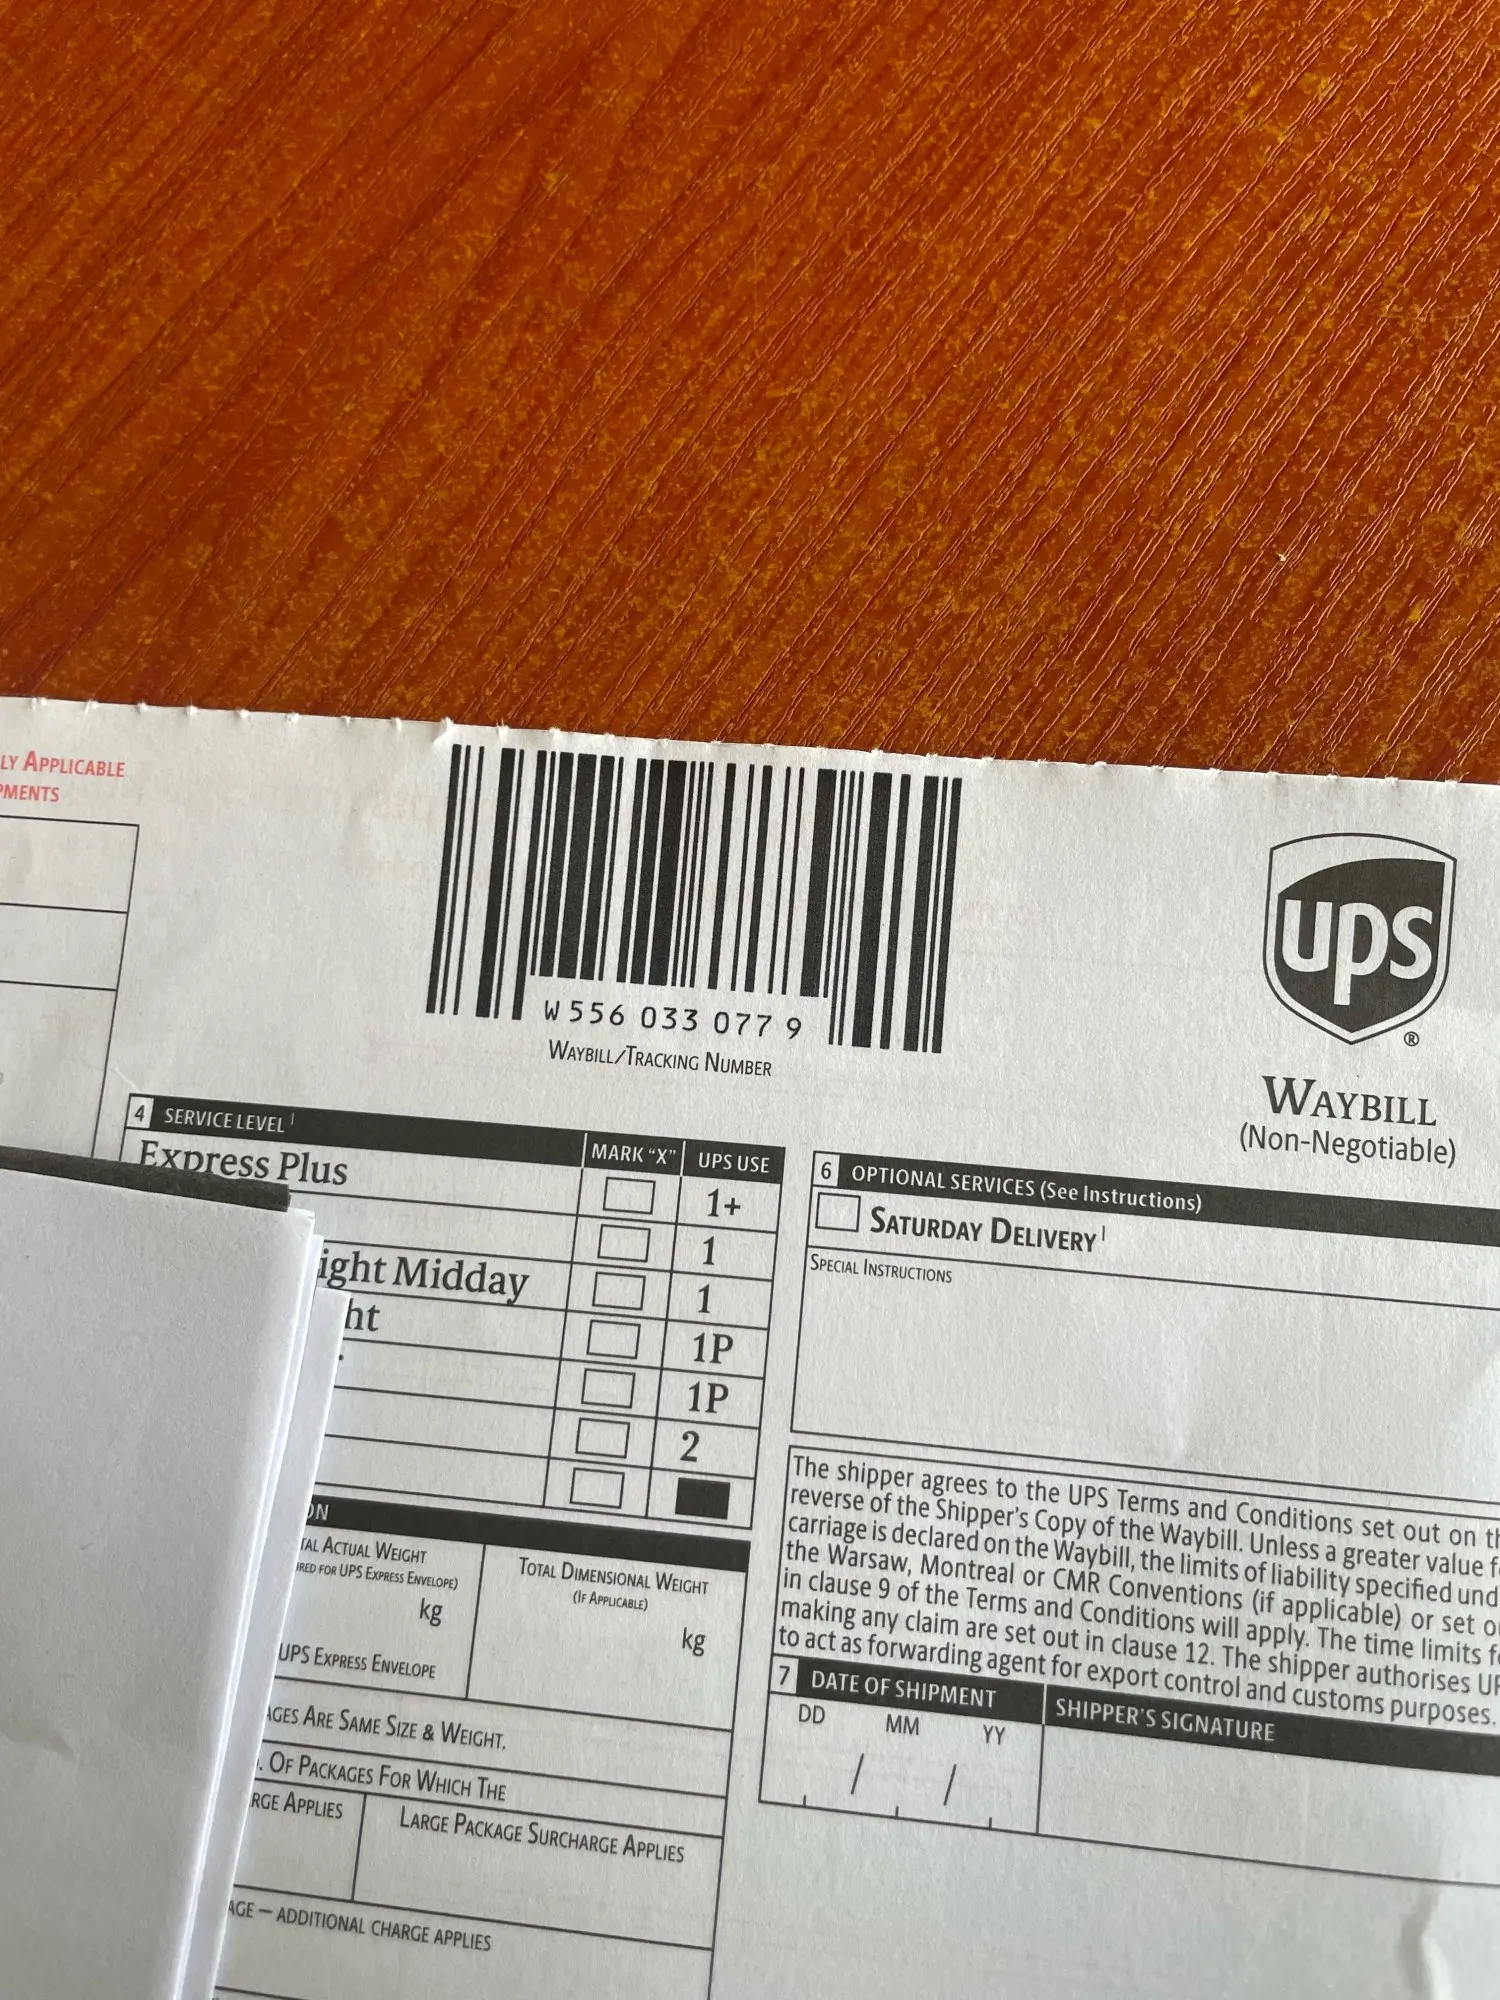 LY APPLICABLE
PMENTS
W 556 033 077 9
WAYBILL/TRACKING NUMBER
ups
®
WAYBILL
(Non-Negotiable)
4 SERVICE LEVEL
MARK “X”
UPS USE
Express Plus
1+
1
ight Midday
1
ht
1P
1P
2
6 OPTIONAL SERVICES (See Instructions)
SATURDAY DELIVERY
SPECIAL INSTRUCTIONS
The shipper agrees to the UPS Terms and Conditions set out on th
reverse of the Shipper's Copy of the Waybill. Unless a greater value f
carriage is declared on the Waybill, the limits of liability specified und
the Warsaw, Montreal or CMR Conventions (if applicable) or set o
in clause 9 of the Terms and Conditions will apply. The time limits f
making any claim are set out in clause 12. The shipper authorises UP
to act as forwarding agent for export control and customs purposes.
7 DATE OF SHIPMENT
SHIPPER'S SIGNATURE
DD MM YY
/ /
ON
TAL ACTUAL WEIGHT
IRED FOR UPS EXPRESS ENVELOPE)
kg
UPS EXPRESS ENVELOPE
TOTAL DIMENSIONAL WEIGHT
(IF APPLICABLE)
kg
AGES ARE SAME SIZE & WEIGHT.
. OF PACKAGES FOR WHICH THE
RGE APPLIES
LARGE PACKAGE SURCHARGE APPLIES
AGE — ADDITIONAL CHARGE APPLIES